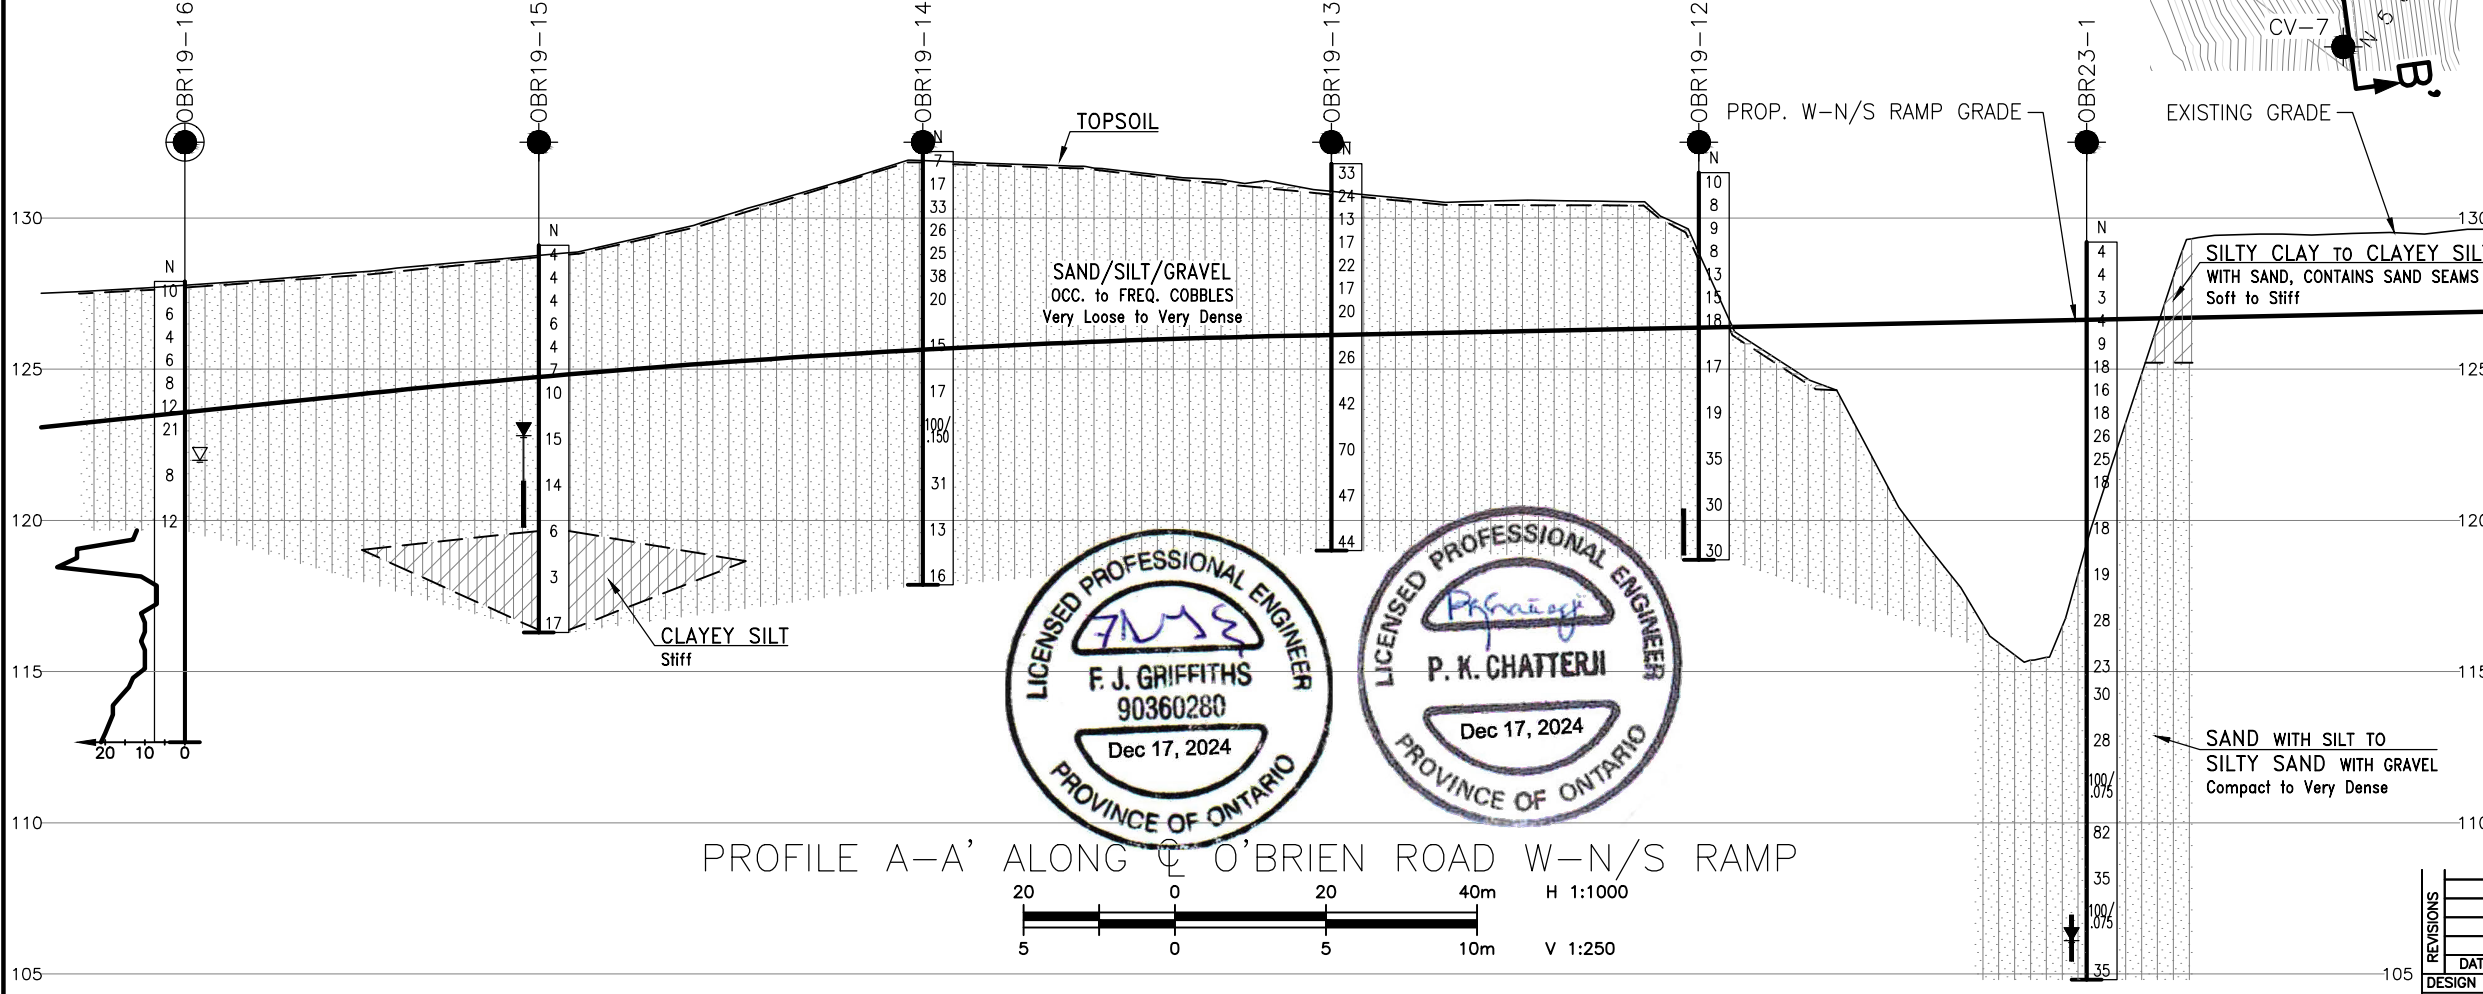 OBR19-16
OBR19-15
OBR19-14
OBR19-13
OBR19-12
OBR23-1
CV-7
N 5
B'
TOPSOIL
PROP. W-N/S RAMP GRADE
EXISTING GRADE
130
125
120
115
110
105
N
10
6
4
6
8
12
21
8
12
20 10 0
N
4
4
4
6
4
7
10
15
14
6
3
17
CLAYEY SILT
Stiff
N
7
17
33
26
25
38
20
15
17
100/
.150
31
13
16
SAND/SILT/GRAVEL
OCC. to FREQ. COBBLES
Very Loose to Very Dense
N
33
24
13
17
22
17
20
26
42
70
47
44
N
10
8
9
8
13
15
18
17
19
35
30
30
N
4
4
3
4
9
18
16
18
26
25
18
18
19
28
23
30
28
100/
.075
82
35
100/
.075
35
SILTY CLAY TO CLAYEY SIL
WITH SAND, CONTAINS SAND SEAMS
Soft to Stiff
SAND WITH SILT TO
SILTY SAND WITH GRAVEL
Compact to Very Dense
130
125
120
115
110
105
LICENSED PROFESSIONAL ENGINEER
F. J. GRIFFITHS
90360280
Dec 17, 2024
PROVINCE OF ONTARIO
LICENSED PROFESSIONAL ENGINEER
P. K. CHATTERJI
Dec 17, 2024
PROVINCE OF ONTARIO
PROFILE A-A' ALONG ℄ O'BRIEN ROAD W-N/S RAMP
20 0 20 40m H 1:1000
5 0 5 10m V 1:250
REVISIONS
DAT
DESIGN